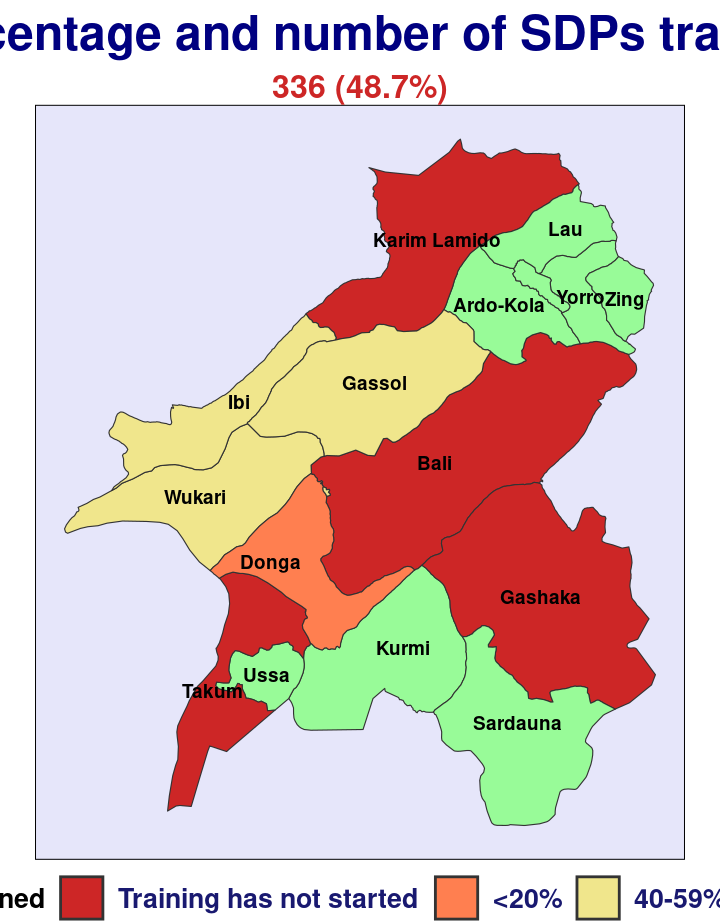 centage and number of SDPs tra
336 (48.7%)
Karim Lamido
Lau
Ardo-Kola
Yorro
Zing
Gassol
Ibi
Bali
Wukari
Donga
Gashaka
Kurmi
Ussa
Takum
Sardauna
ned
Training has not started
<20%
40-59%